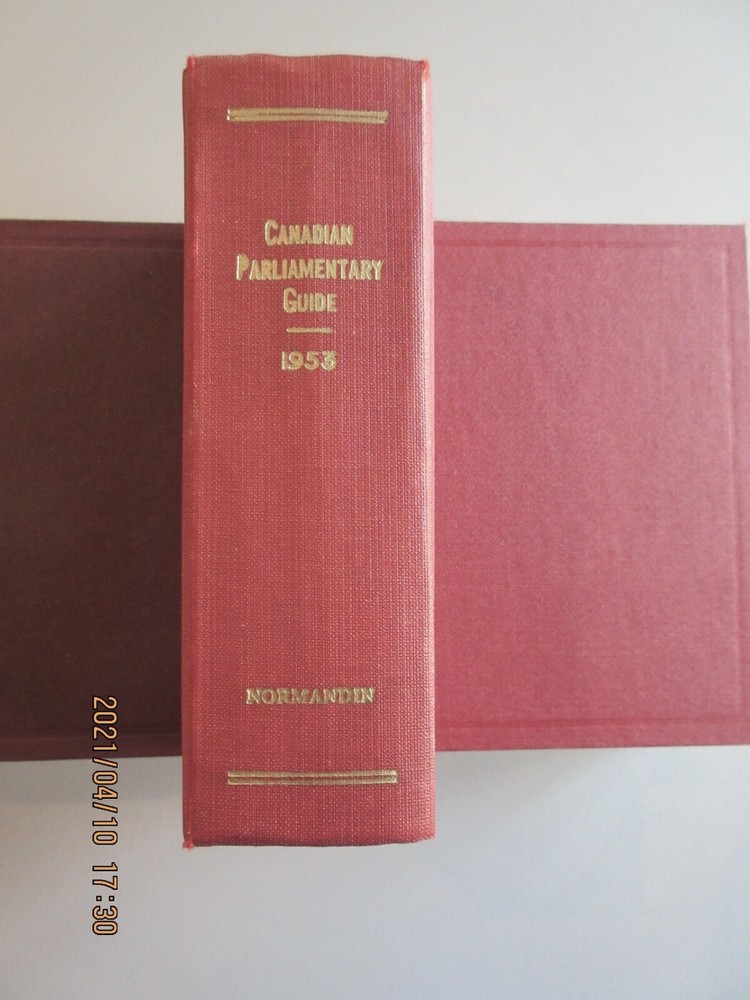 CANADIAN
PARLIAMENTARY
GUIDE
1953
NORMANDIN
2021/04/10 17:30